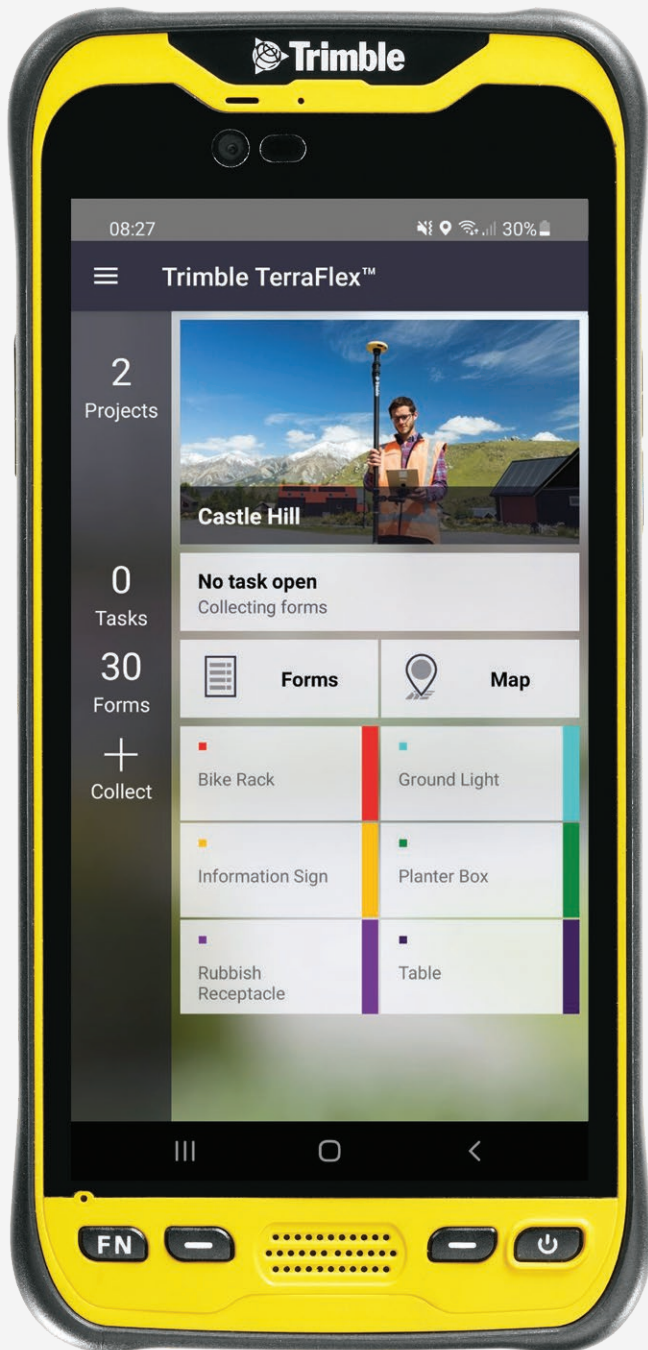 Trimble
08:27
30%
Trimble TerraFlex™
2
Projects
Castle Hill
0
Tasks
No task open
Collecting forms
30
Forms
Forms
Map
+
Collect
Bike Rack
Ground Light
Information Sign
Planter Box
Rubbish
Receptacle
Table
FN